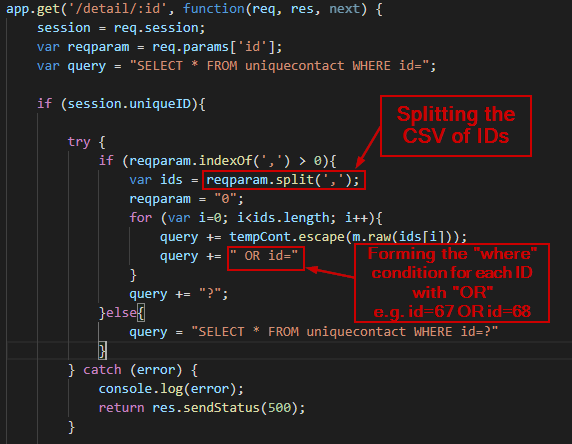 app.get('/detail/:id', function(req, res, next) {
session = req.session;
var reqparam = req.params['id'];
var query = "SELECT * FROM uniquecontact WHERE id=";
if (session.uniqueID){
try {
if (reqparam.indexOf(',') > 0){
var ids = reqparam.split(',');
reqparam = "0";
for (var i=0; i<ids.length; i++){
query += tempCont.escape(m.raw(ids[i]));
query += " OR id="
}
query += "?";
}else{
query = "SELECT * FROM uniquecontact WHERE id=?"
}
} catch (error) {
console.log(error);
return res.sendStatus(500);
}
Splitting the
CSV of IDs
Forming the "where"
condition for each ID
with "OR"
e.g. id=67 OR id=68